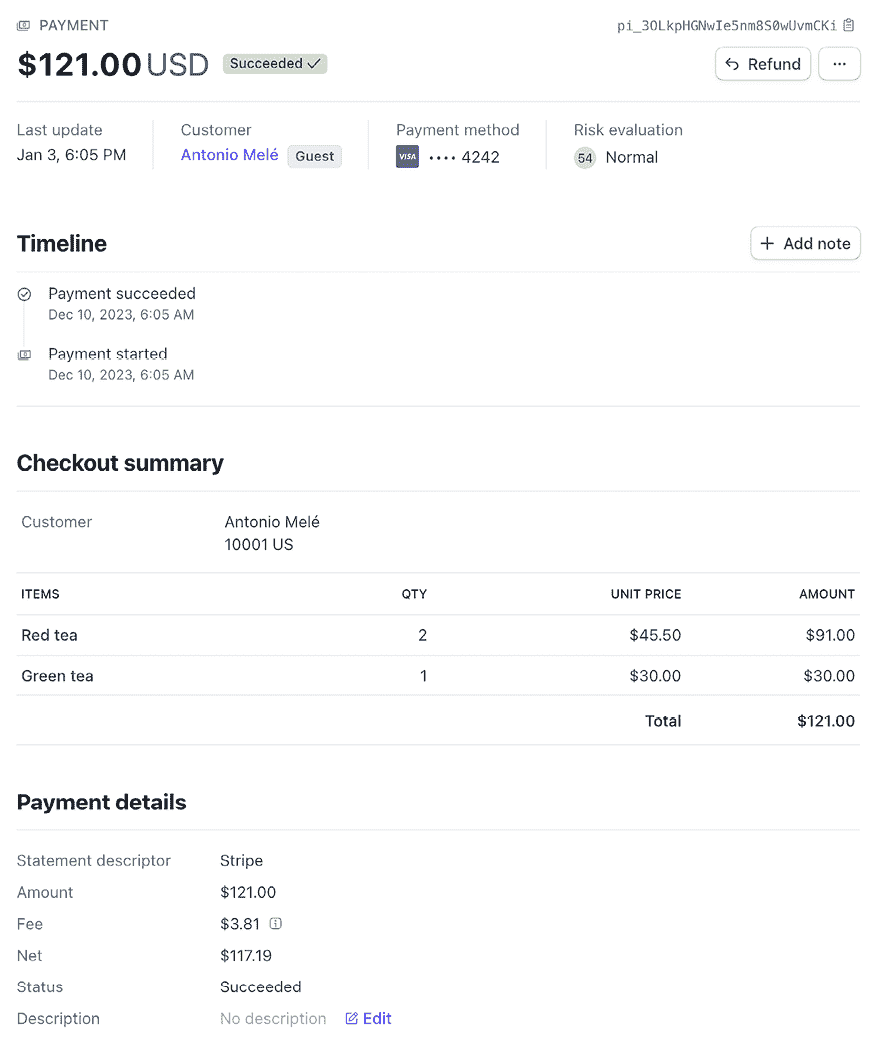 PAYMENT pi_3OLkpHGNwIe5nm8S0wUvmCKi
$121.00 USD Succeeded Refund ...
Last update Customer Payment method Risk evaluation
Jan 3, 6:05 PM Antonio Melé Guest VISA •••• 4242 54 Normal
Timeline Add note
Payment succeeded
Dec 10, 2023, 6:05 AM
Payment started
Dec 10, 2023, 6:05 AM
Checkout summary
Customer Antonio Melé
10001 US
ITEMS QTY UNIT PRICE AMOUNT
Red tea 2 $45.50 $91.00
Green tea 1 $30.00 $30.00
Total $121.00
Payment details
Statement descriptor Stripe
Amount $121.00
Fee $3.81
Net $117.19
Status Succeeded
Description No description Edit